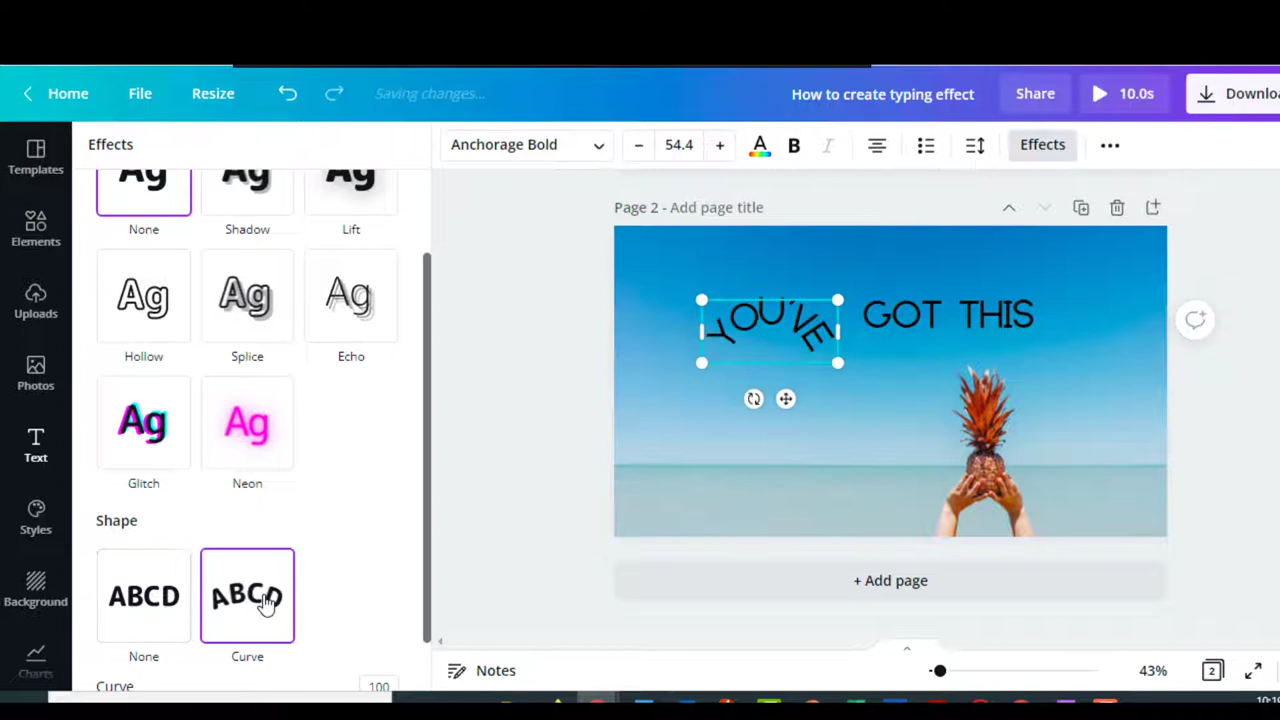 Home File Resize Saving changes... How to create typing effect Share 10.0s Downlo
Effects Anchorage Bold − 54.4 + A B I Effects •••
Templates
Ag Ag Ag
None Shadow Lift
Page 2 - Add page title
Elements
Ag Ag Ag
YOU'VE GOT THIS
Uploads
Hollow Splice Echo
Photos
Ag Ag
Text
Glitch Neon
Styles
Shape
ABCD ABCD
+ Add page
Background
None Curve
Charts
Notes 43% 2
Curve 100
10:19